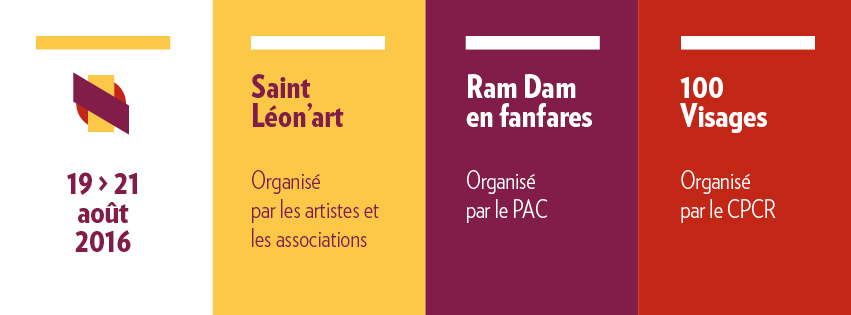 19 > 21
août
2016
Saint
Léon’art
Organisé
par les artistes et
les associations
Ram Dam
en fanfares
Organisé
par le PAC
100
Visages
Organisé
par le CPCR